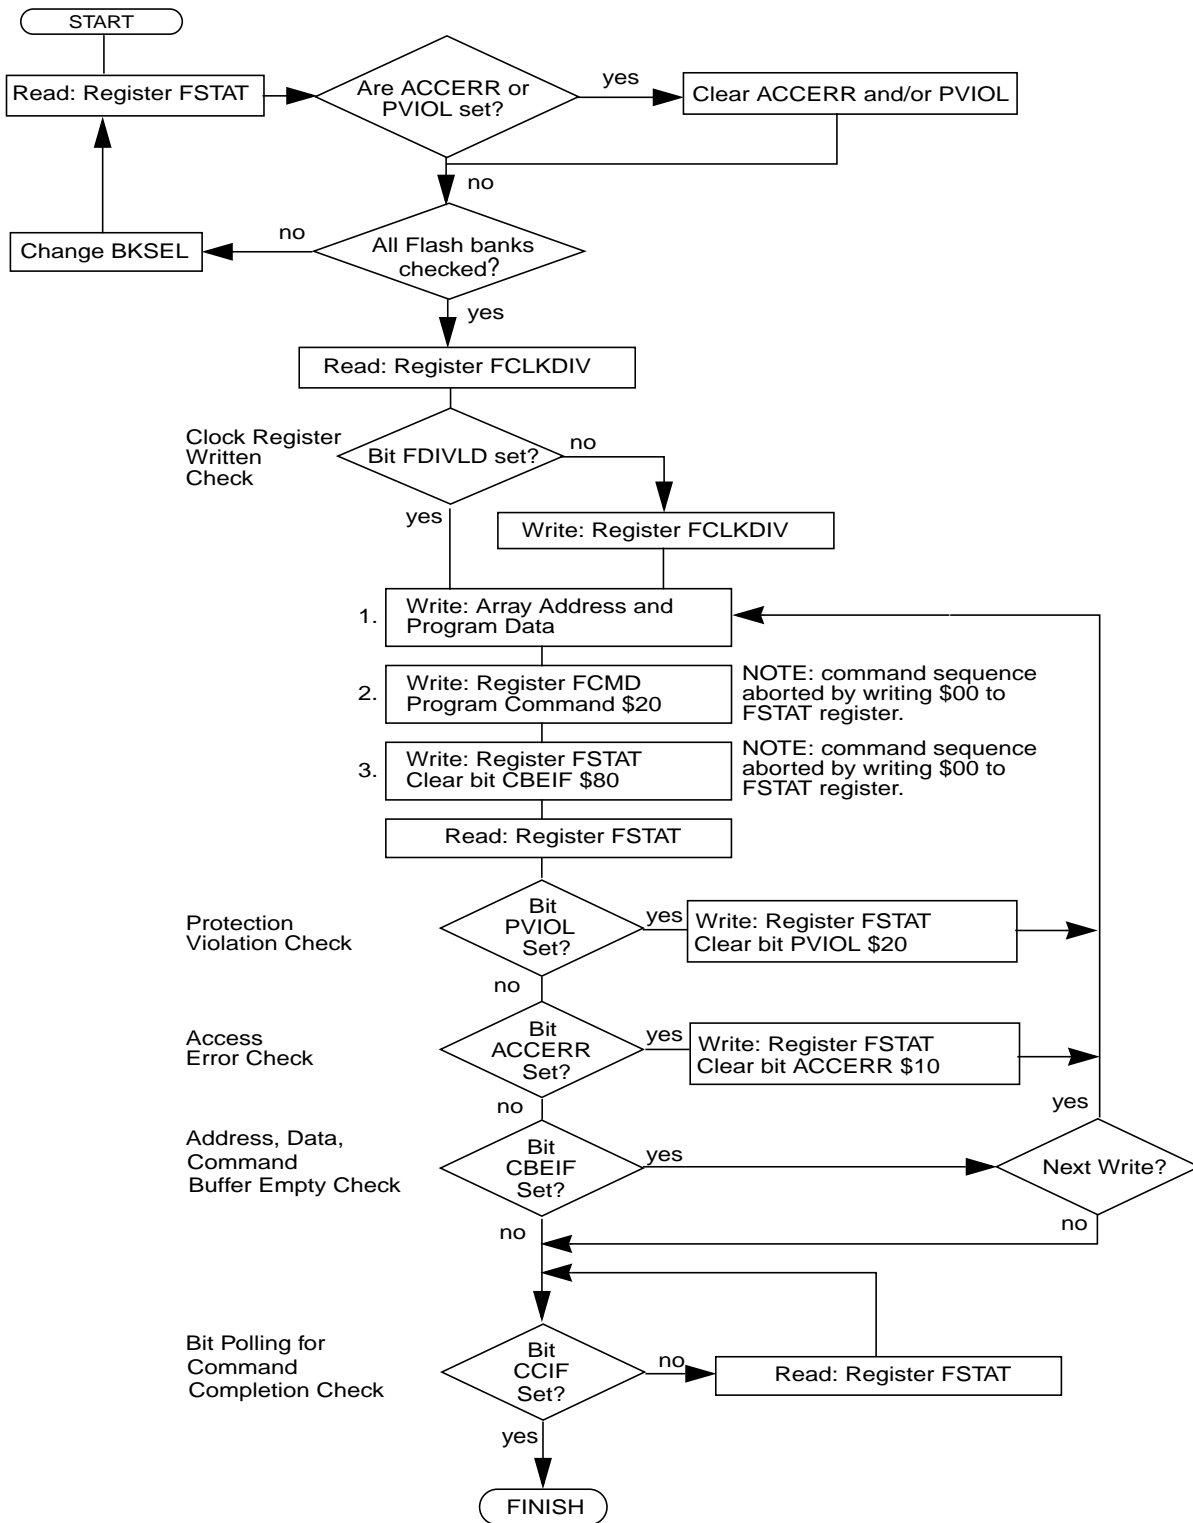 START
Read: Register FSTAT
Are ACCERR or
PVIOL set?
yes
Clear ACCERR and/or PVIOL
no
Change BKSEL
no
All Flash banks
checked?
yes
Read: Register FCLKDIV
Clock Register
Written
Check
Bit FDIVLD set?
no
yes
Write: Register FCLKDIV
1.
Write: Array Address and
Program Data
2.
Write: Register FCMD
Program Command $20
NOTE: command sequence
aborted by writing $00 to
FSTAT register.
3.
Write: Register FSTAT
Clear bit CBEIF $80
NOTE: command sequence
aborted by writing $00 to
FSTAT register.
Read: Register FSTAT
Protection
Violation Check
Bit
PVIOL
Set?
yes
Write: Register FSTAT
Clear bit PVIOL $20
no
Access
Error Check
Bit
ACCERR
Set?
yes
Write: Register FSTAT
Clear bit ACCERR $10
no
yes
Address, Data,
Command
Buffer Empty Check
Bit
CBEIF
Set?
yes
Next Write?
no
no
Bit Polling for
Command
Completion Check
Bit
CCIF
Set?
no
Read: Register FSTAT
yes
FINISH